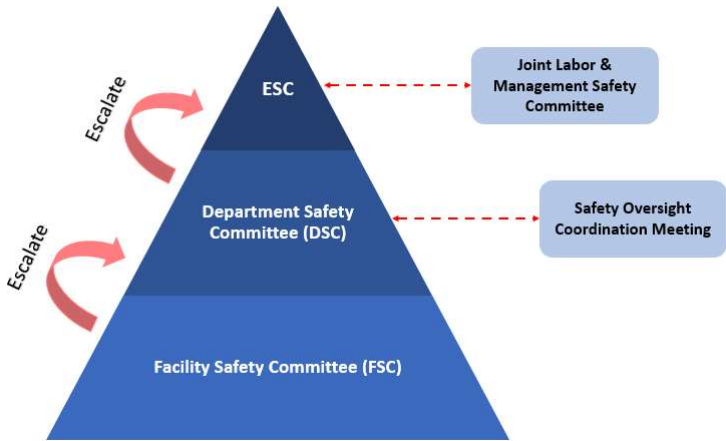 ESC
Joint Labor &
Management Safety
Committee
Escalate
Department Safety
Committee (DSC)
Safety Oversight
Coordination Meeting
Escalate
Facility Safety Committee (FSC)